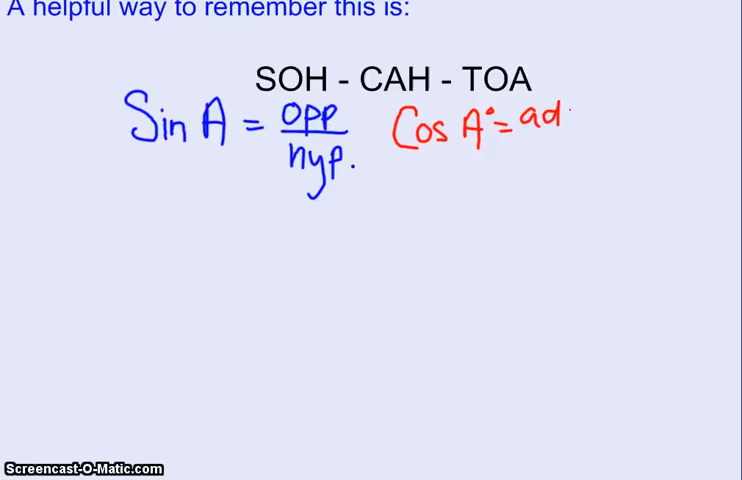 A helpful way to remember this is:
SOH - CAH - TOA
Sin A = opp/hyp. Cos A° = ad
Screencast-O-Matic.com